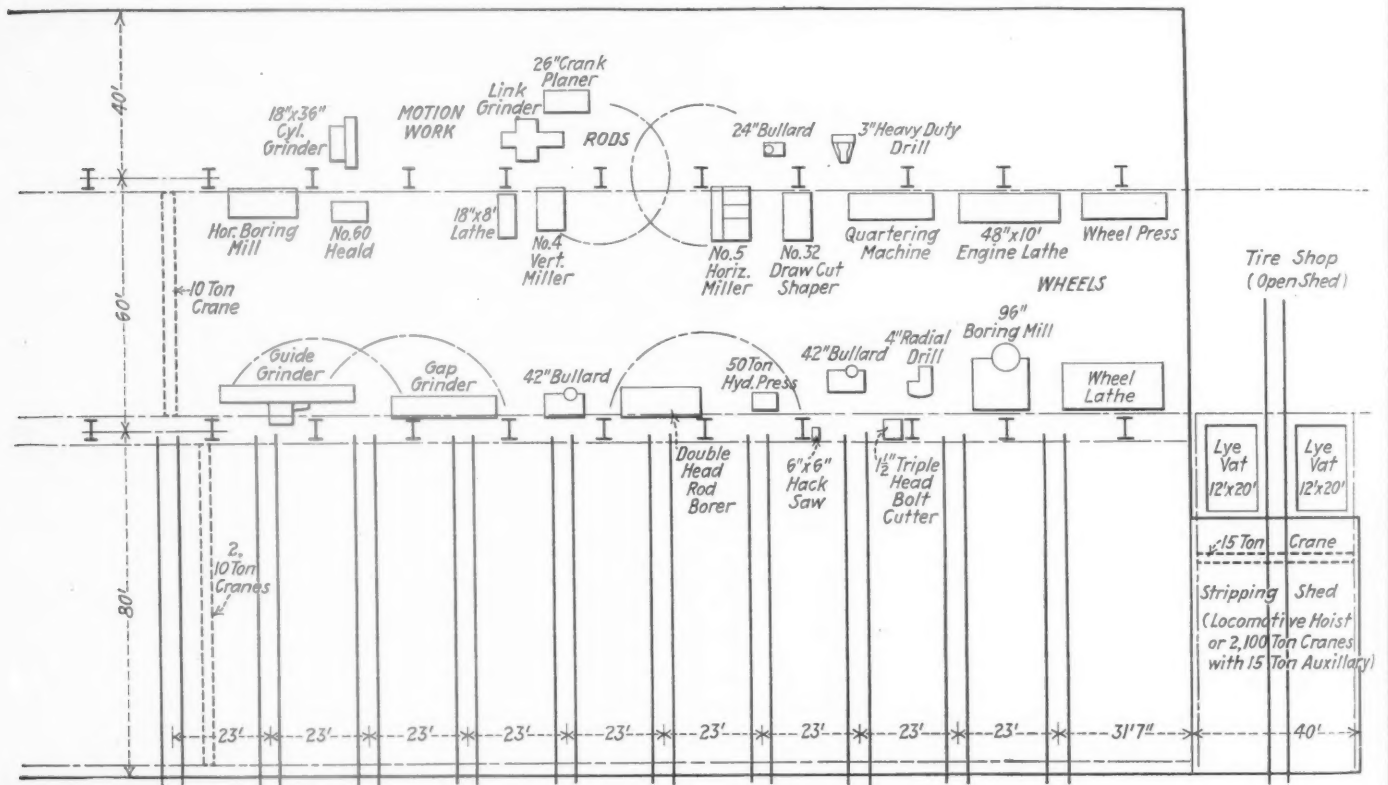 40'
60'
80'
18"x36"
Cyl.
Grinder
MOTION
WORK
Link
Grinder
26"Crank
Planer
RODS
24"Bullard
3"Heavy Duty
Drill
Hor. Boring
Mill
No.60
Heald
18"x8'
Lathe
No.4
Vert.
Miller
No.5
Horiz.
Miller
No.32
Draw Cut
Shaper
Quartering
Machine
48"x10'
Engine Lathe
Wheel Press
WHEELS
Tire Shop
(Open Shed)
10 Ton
Crane
Guide
Grinder
Gap
Grinder
42"Bullard
50 Ton
Hyd. Press
42"Bullard
4"Radial
Drill
96"
Boring Mill
Wheel
Lathe
Double
Head
Rod
Borer
6"x6"
Hack
Saw
1½" Triple
Head
Bolt
Cutter
Lye
Vat
12'x20'
Lye
Vat
12'x20'
2,
10 Ton
Cranes
15 Ton Crane
Stripping Shed
(Locomotive Hoist
or 2,100 Ton Cranes
with 15 Ton Auxillary)
23' 23' 23' 23' 23' 23' 23' 23' 23' 31'7" 40'